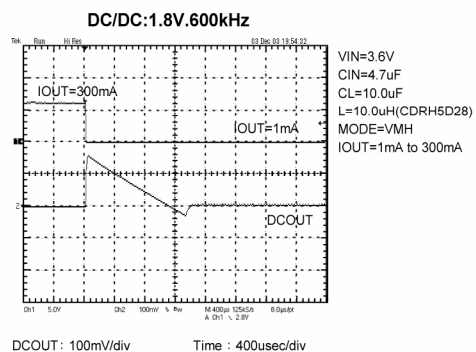 DC/DC:1.8V.600kHz
Tek Run Hi Res 03 Dec 03 19:54:32
IOUT=300mA
IOUT=1mA
DCOUT
2
Ch1 5.0V Ch2 100mV % Bw M 400µs 125kS/s 8.0µs/pt
A Ch1 \ 2.8V
VIN=3.6V
CIN=4.7uF
CL=10.0uF
L=10.0uH(CDRH5D28)
MODE=VMH
IOUT=1mA to 300mA
DCOUT: 100mV/div Time : 400usec/div